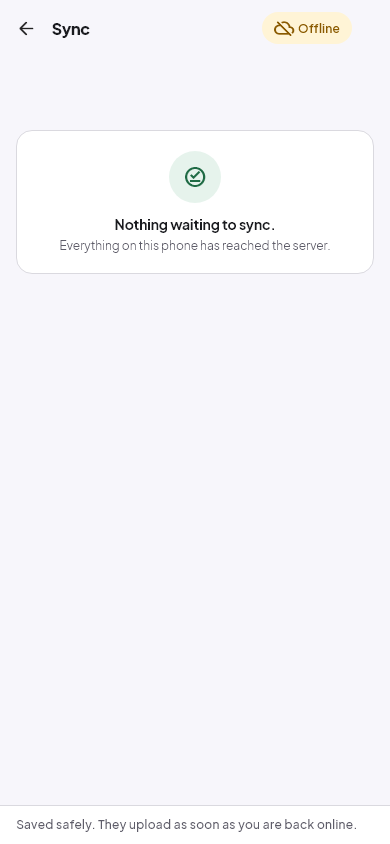 Sync
Offline
Nothing waiting to sync.
Everything on this phone has reached the server.
Saved safely. They upload as soon as you are back online.